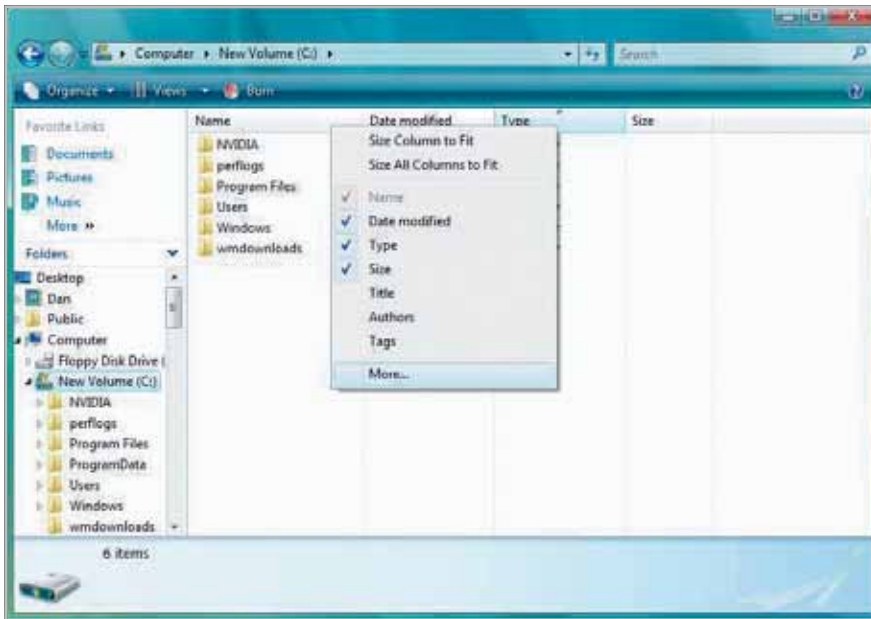 Computer New Volume (C:)
Search
Organize Views Burn
Favorite Links
Documents
Pictures
Music
More »
Folders
Desktop
Dan
Public
Computer
Floppy Disk Drive (
New Volume (C:)
NVIDIA
perflogs
Program Files
ProgramData
Users
Windows
wmdownloads
Name Date modified Type Size
NVIDIA
perflogs
Program Files
Users
Windows
wmdownloads
Size Column to Fit
Size All Columns to Fit
Name
Date modified
Type
Size
Title
Authors
Tags
More...
6 items